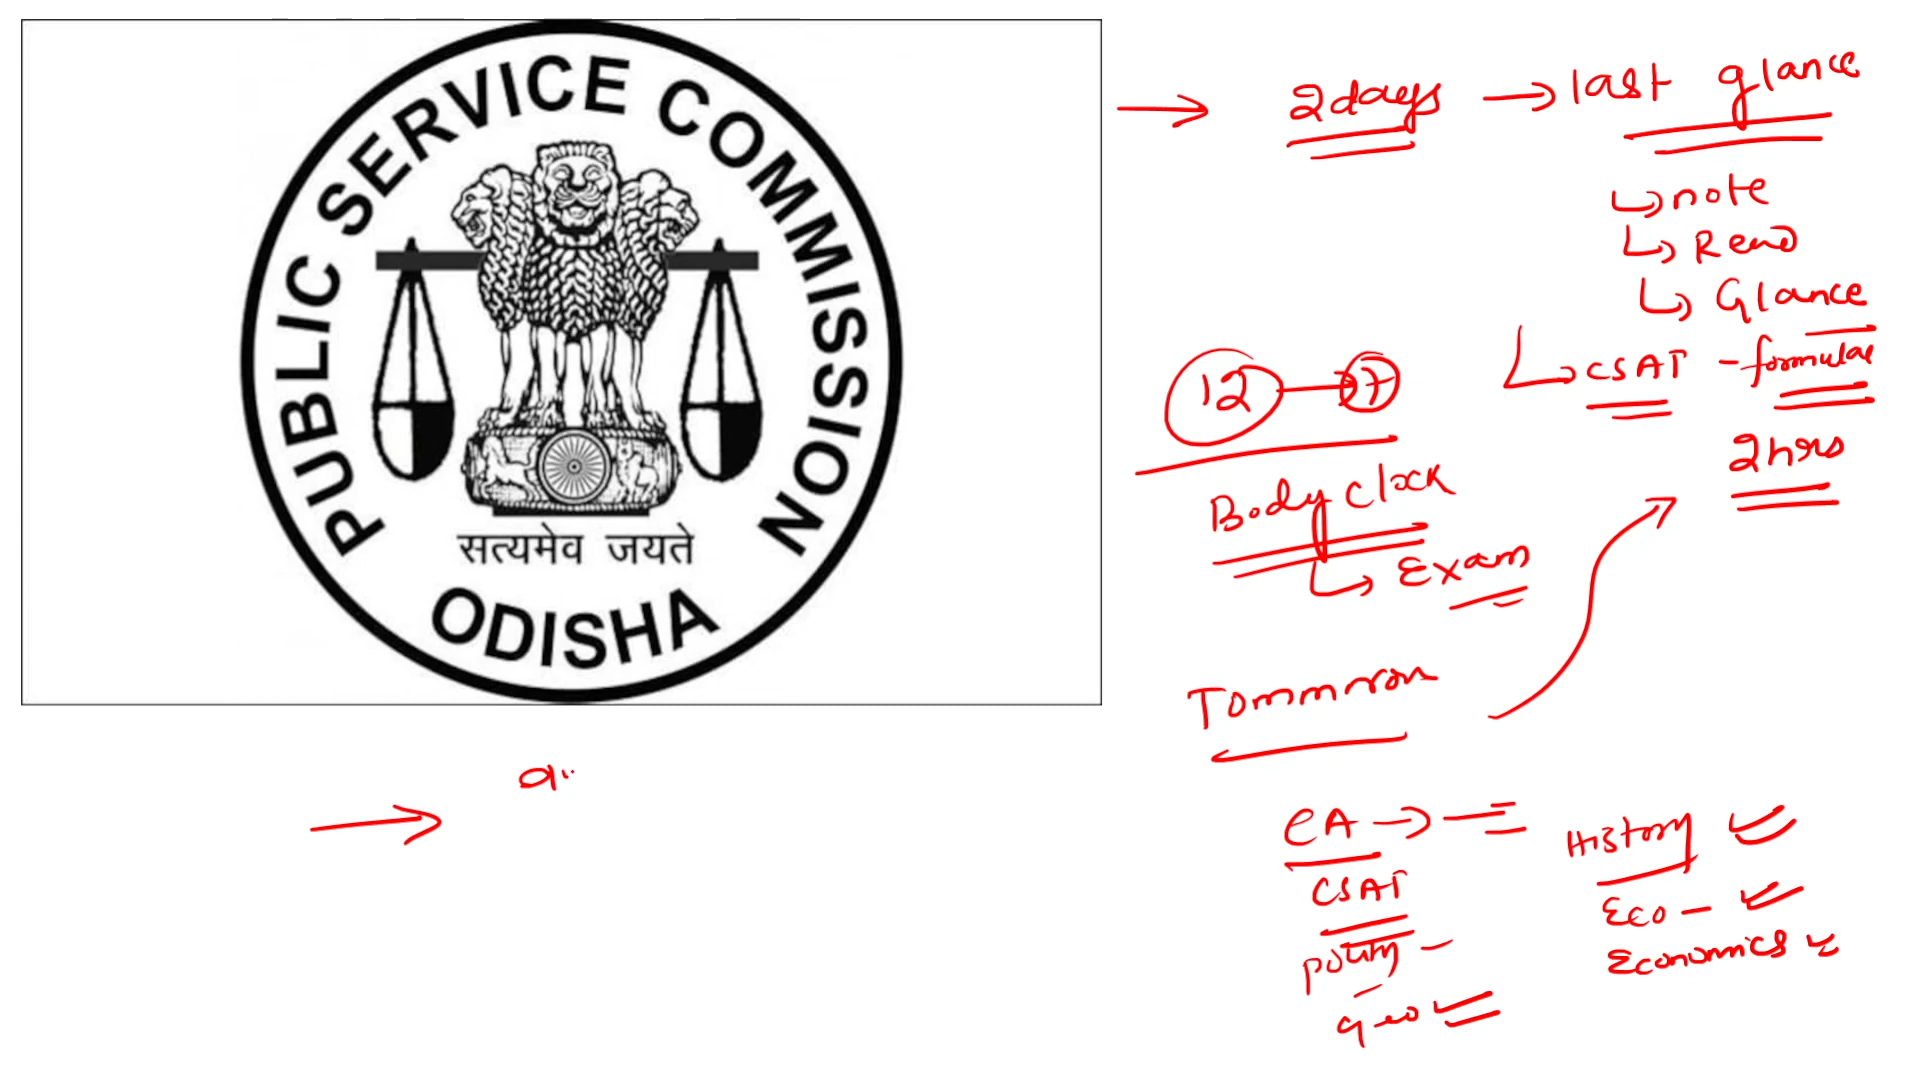 PUBLIC SERVICE COMMISSION
सत्यमेव जयते
ODISHA
2days → last glance
↳ note
↳ Read
↳ Glance
↳ CSAT - formulae
2hrs
12 → 7
Body clock
↳ Exam
CA →
CSAT
Polity -
Geo
History
Eco -
Economics